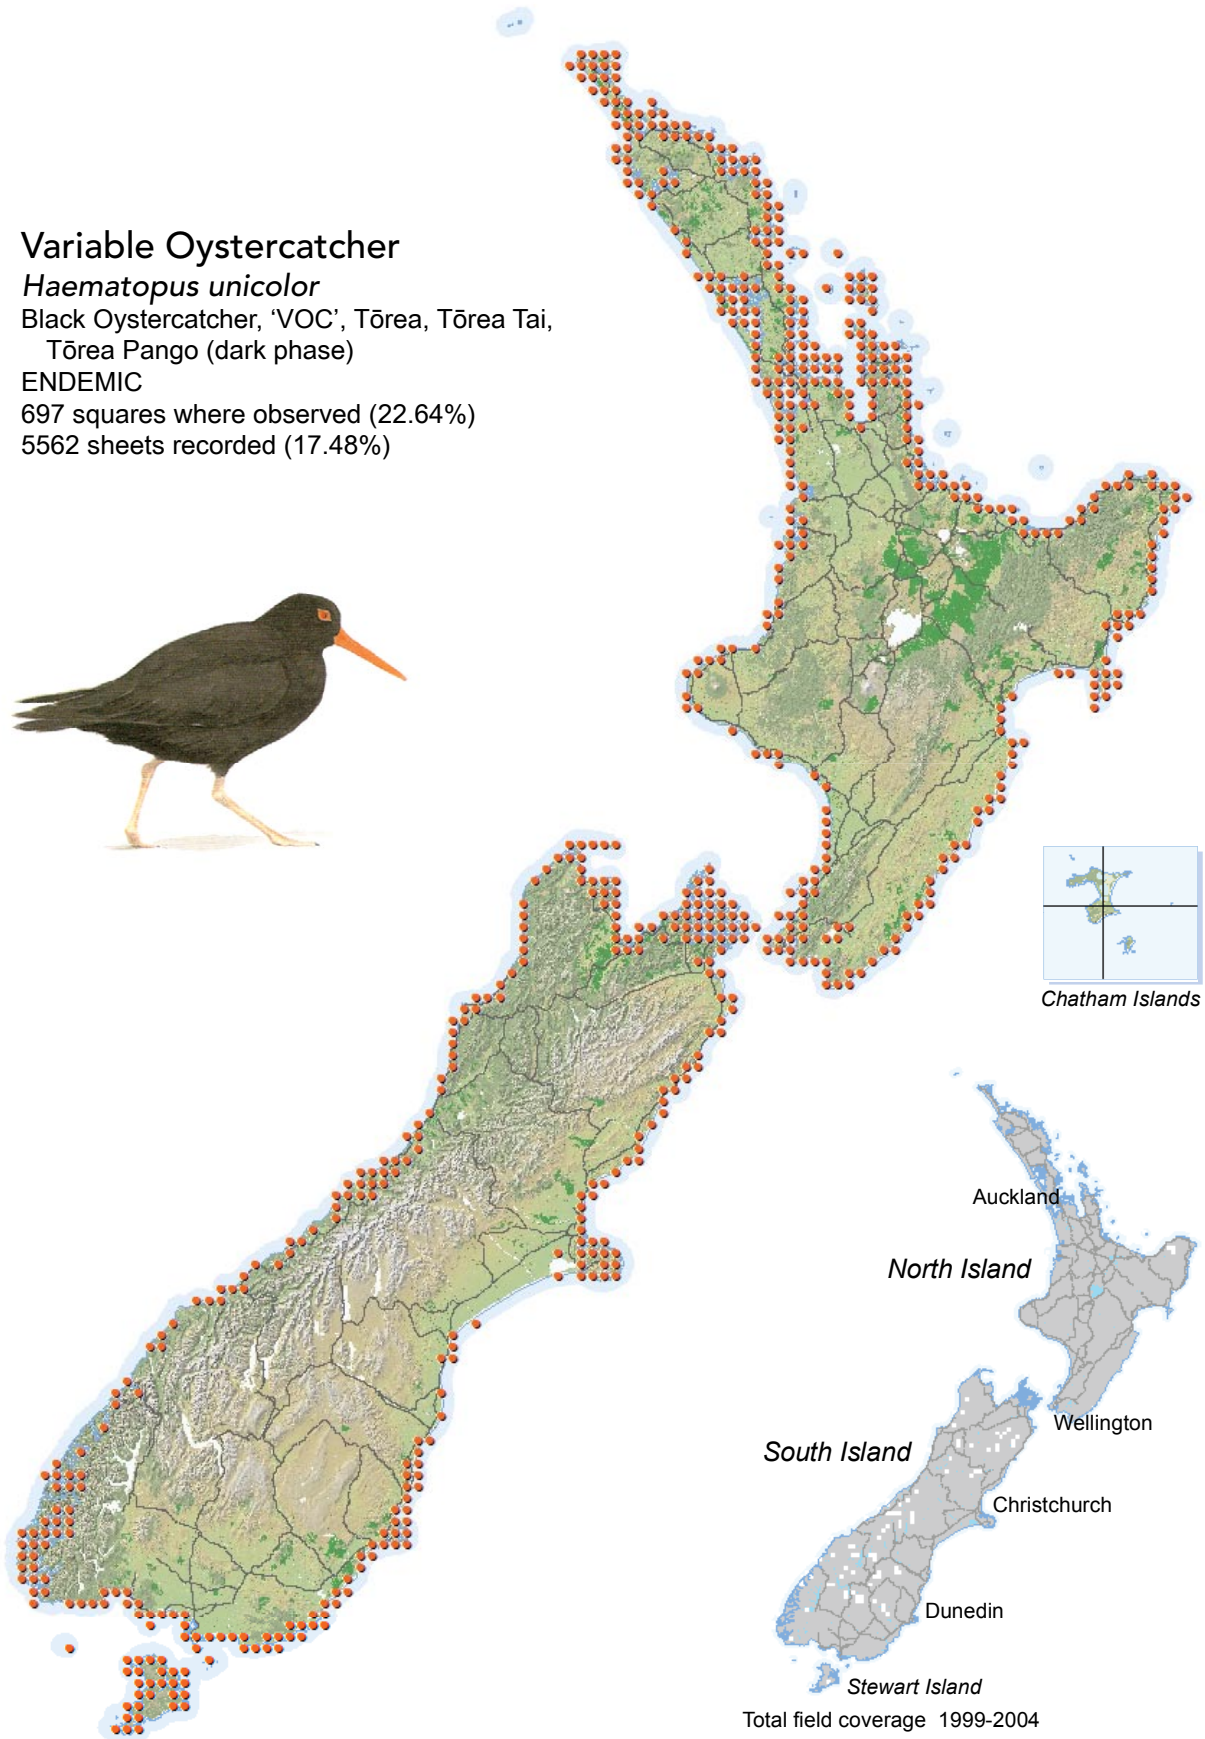 Variable Oystercatcher
Haematopus unicolor
Black Oystercatcher, ‘VOC’, Tōrea, Tōrea Tai,
Tōrea Pango (dark phase)
ENDEMIC
697 squares where observed (22.64%)
5562 sheets recorded (17.48%)
Chatham Islands
Auckland
North Island
Wellington
South Island
Christchurch
Dunedin
Stewart Island
Total field coverage 1999-2004